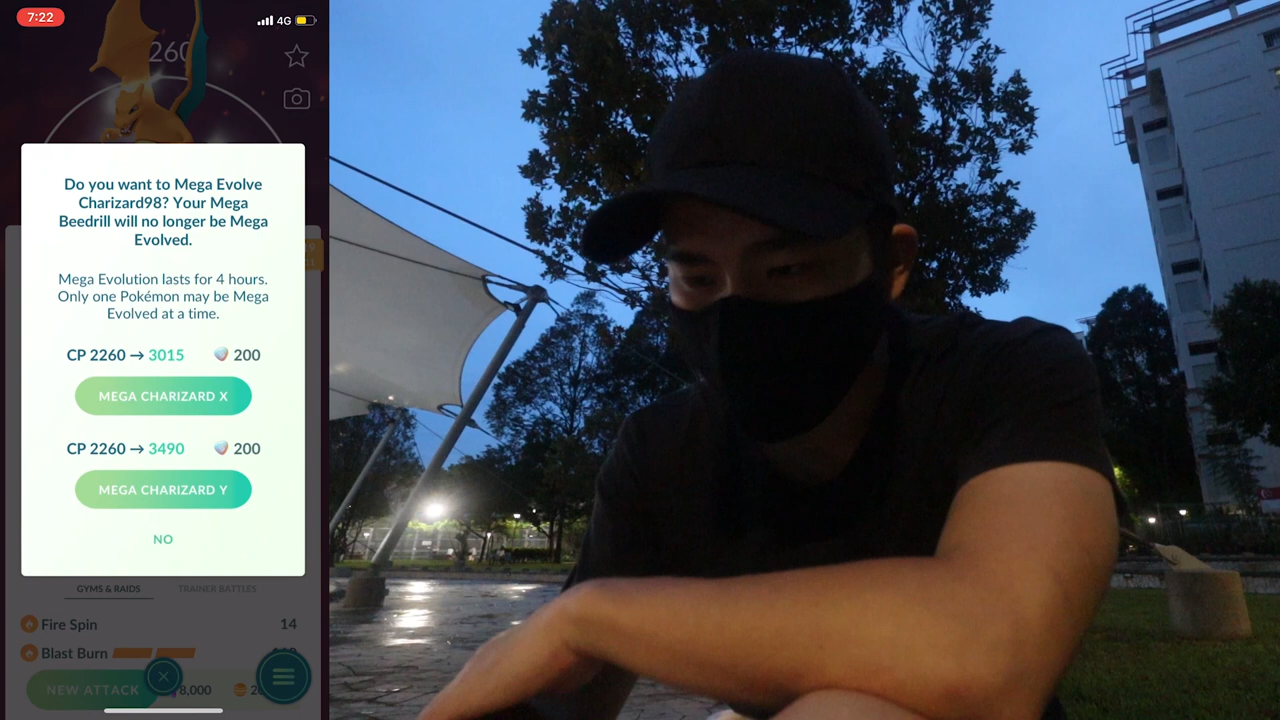 7:22
4G
260
Do you want to Mega Evolve
Charizard98? Your Mega
Beedrill will no longer be Mega
Evolved.
Mega Evolution lasts for 4 hours.
Only one Pokémon may be Mega
Evolved at a time.
CP 2260 → 3015 200
MEGA CHARIZARD X
CP 2260 → 3490 200
MEGA CHARIZARD Y
NO
GYMS & RAIDS TRAINER BATTLES
Fire Spin 14
Blast Burn
NEW ATTACK 8,000